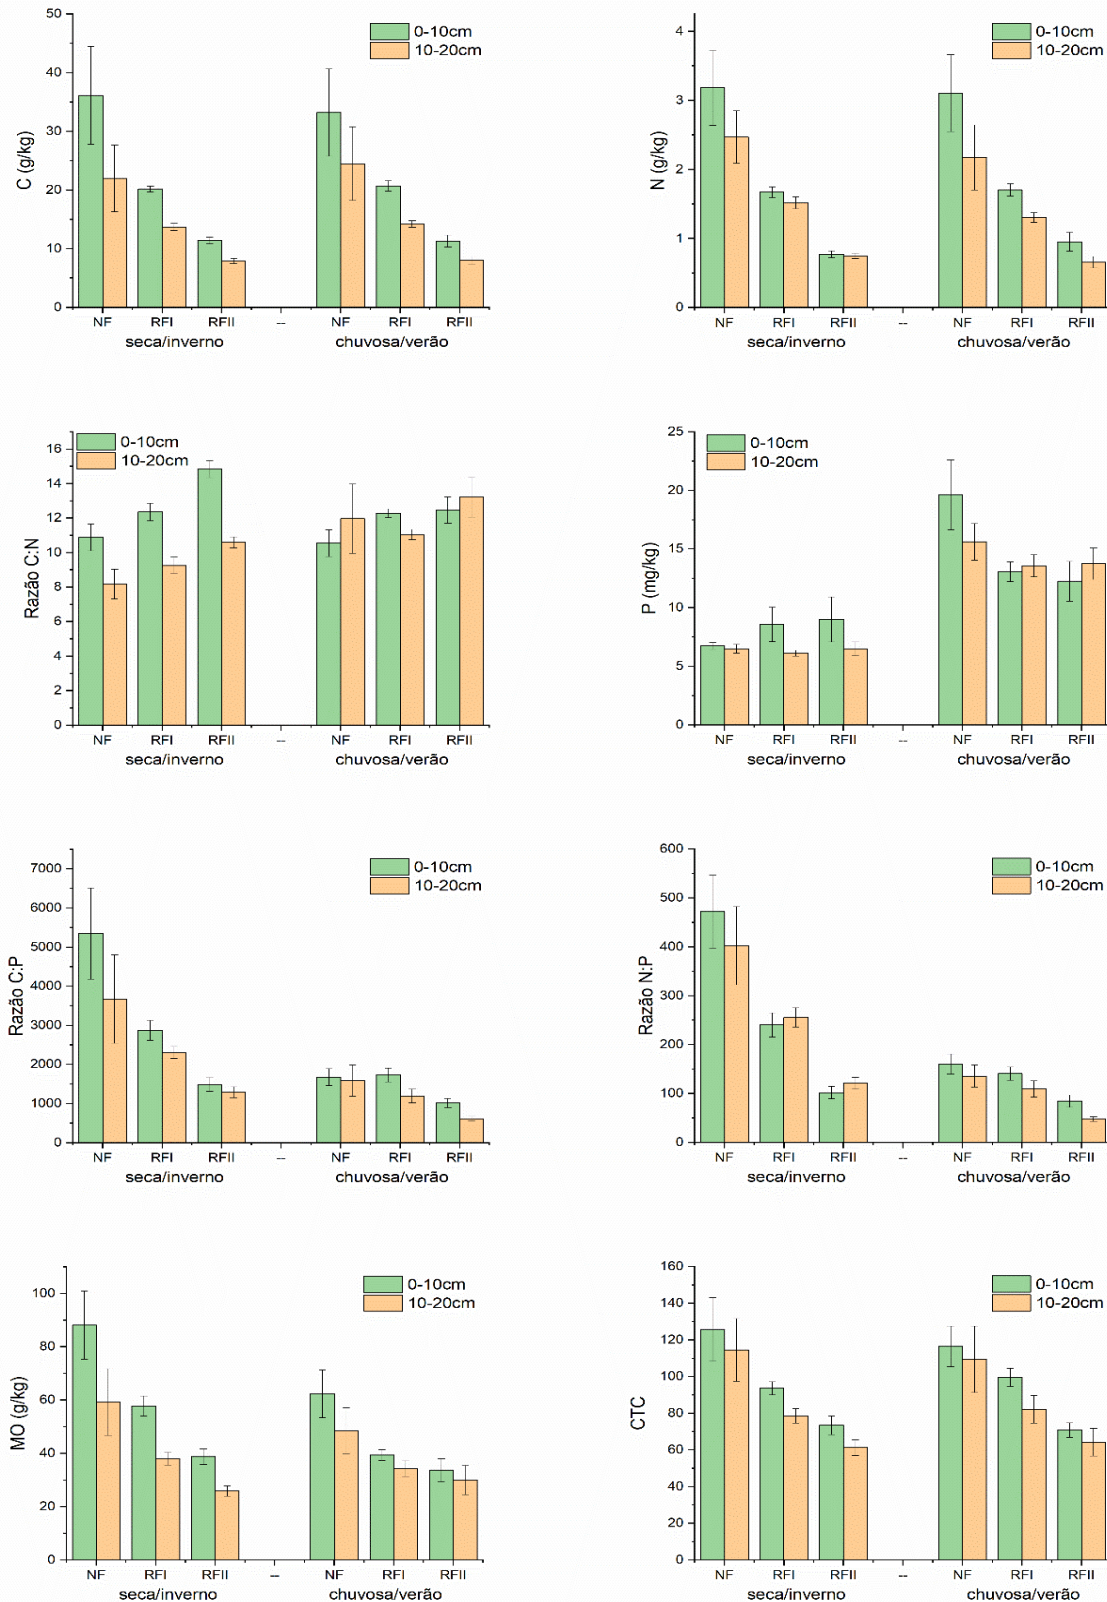 50
40
30
20
10
0
C (g/kg)
0-10cm
10-20cm
NF RFI RFII -- NF RFI RFII
seca/inverno chuvosa/verão
4
3
2
1
0
N (g/kg)
0-10cm
10-20cm
NF RFI RFII -- NF RFI RFII
seca/inverno chuvosa/verão
16
14
12
10
8
6
4
2
0
Razão C:N
0-10cm
10-20cm
NF RFI RFII -- NF RFI RFII
seca/inverno chuvosa/verão
25
20
15
10
5
0
P (mg/kg)
0-10cm
10-20cm
NF RFI RFII -- NF RFI RFII
seca/inverno chuvosa/verão
7000
6000
5000
4000
3000
2000
1000
0
Razão C:P
0-10cm
10-20cm
NF RFI RFII -- NF RFI RFII
seca/inverno chuvosa/verão
600
500
400
300
200
100
0
Razão N:P
0-10cm
10-20cm
NF RFI RFII -- NF RFI RFII
seca/inverno chuvosa/verão
100
80
60
40
20
0
MO (g/kg)
0-10cm
10-20cm
NF RFI RFII -- NF RFI RFII
seca/inverno chuvosa/verão
160
140
120
100
80
60
40
20
0
CTC
0-10cm
10-20cm
NF RFI RFII -- NF RFI RFII
seca/inverno chuvosa/verão